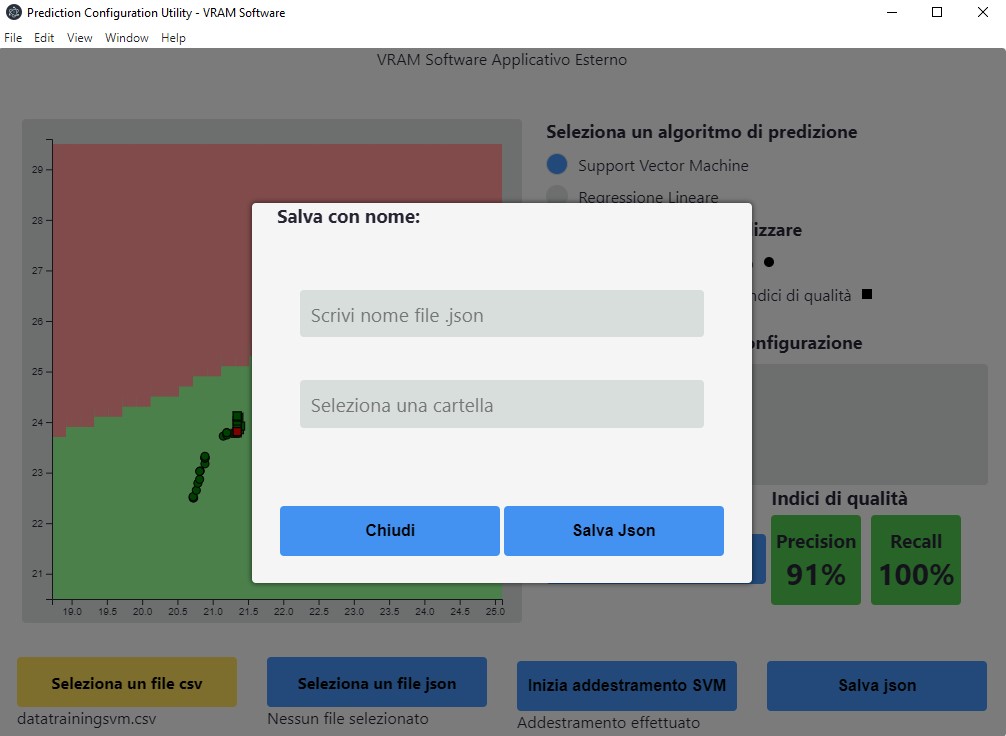 Prediction Configuration Utility - VRAM Software
File Edit View Window Help
VRAM Software Applicativo Esterno
29
28
27
26
25
24
23
22
21
19.0 19.5 20.0 20.5 21.0 21.5 22.0 22.5 23.0 23.5 24.0 24.5 25.0
Seleziona un algoritmo di predizione
Support Vector Machine
Regressione Lineare
izzare
ndici di qualità
onfigurazione
Salva con nome:
Scrivi nome file .json
Seleziona una cartella
Chiudi Salva Json
Indici di qualità
Precision Recall
91% 100%
Seleziona un file csv Seleziona un file json Inizia addestramento SVM Salva json
datatrainingsvm.csv Nessun file selezionato Addestramento effettuato